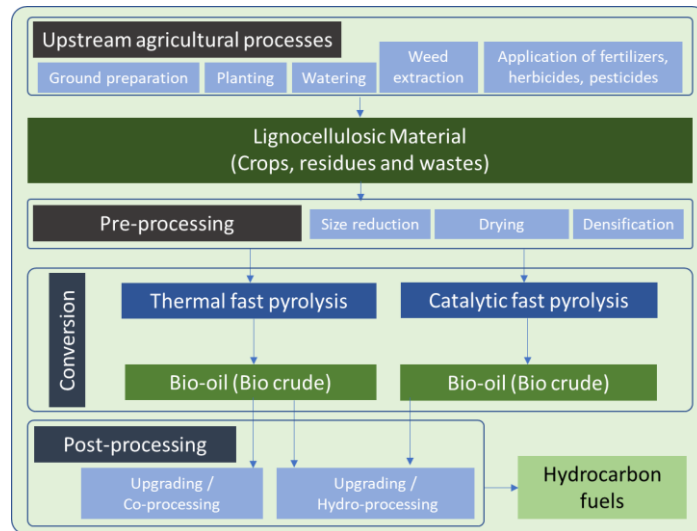 Upstream agricultural processes
Ground preparation
Planting
Watering
Weed
extraction
Application of fertilizers,
herbicides, pesticides
Lignocellulosic Material
(Crops, residues and wastes)
Pre-processing
Size reduction
Drying
Densification
Conversion
Thermal fast pyrolysis
Catalytic fast pyrolysis
Bio-oil (Bio crude)
Bio-oil (Bio crude)
Post-processing
Upgrading /
Co-processing
Upgrading /
Hydro-processing
Hydrocarbon
fuels